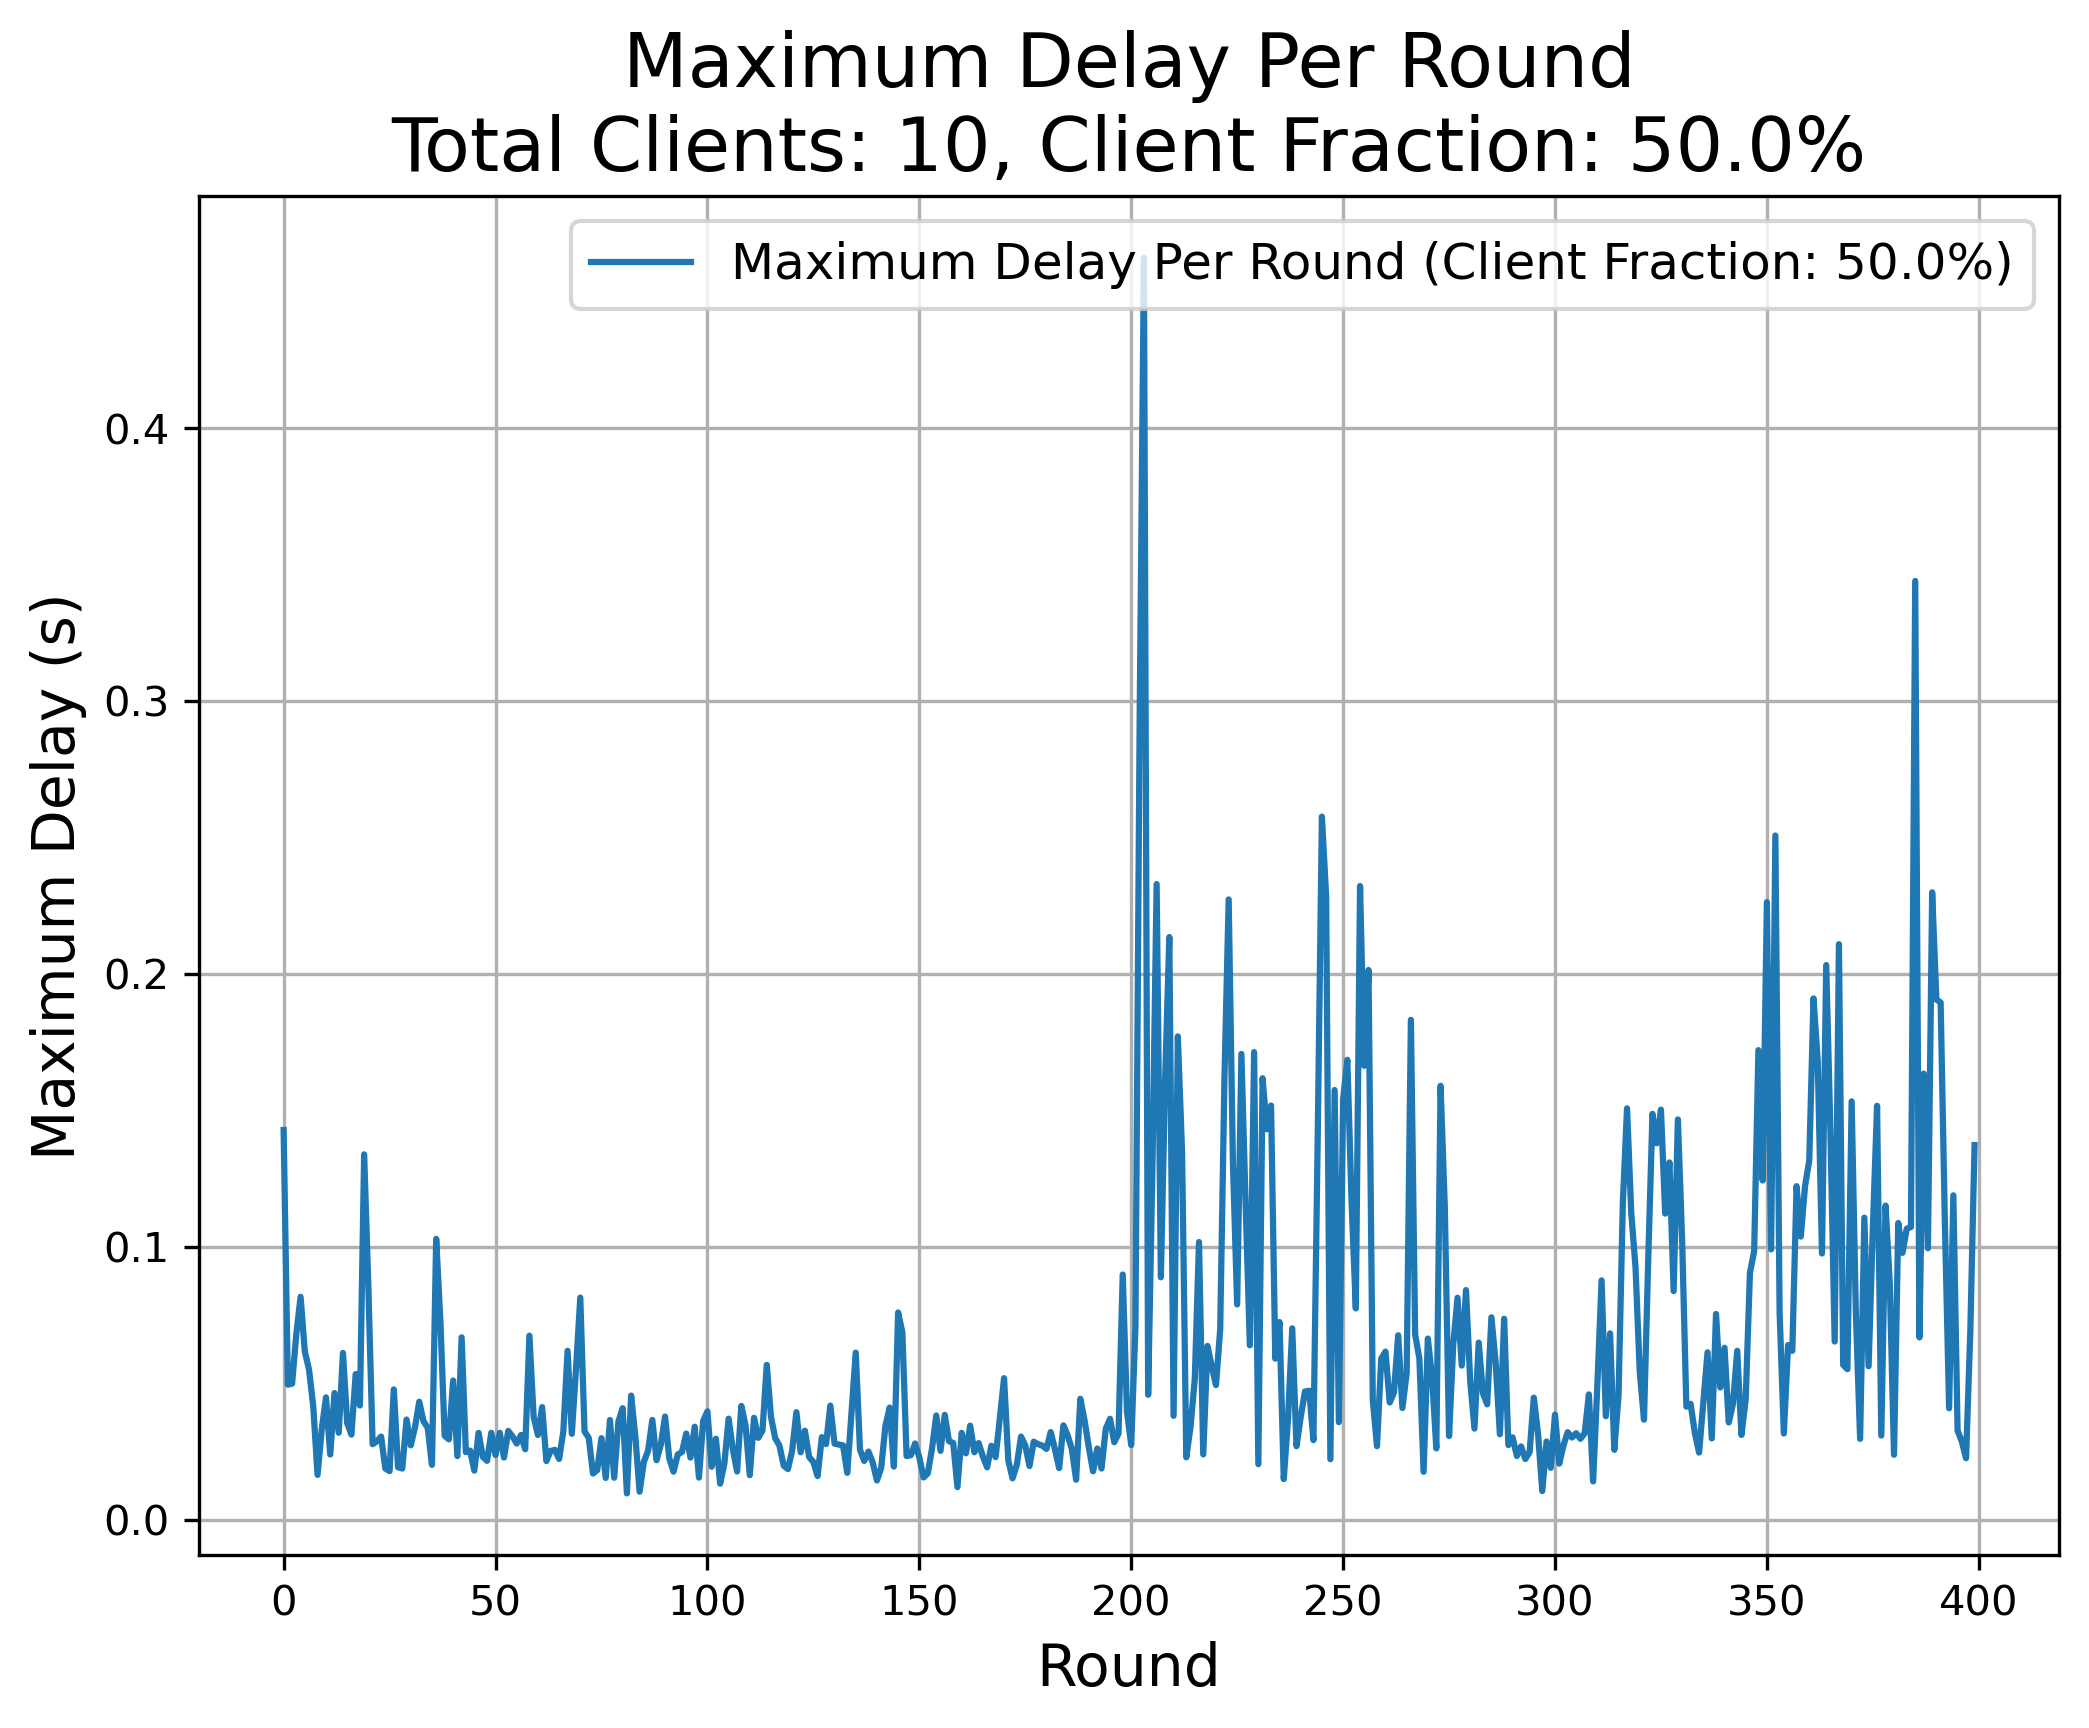 Maximum Delay Per Round
Total Clients: 10, Client Fraction: 50.0%
Maximum Delay Per Round (Client Fraction: 50.0%)
Maximum Delay (s)
0.4
0.3
0.2
0.1
0.0
0 50 100 150 200 250 300 350 400
Round